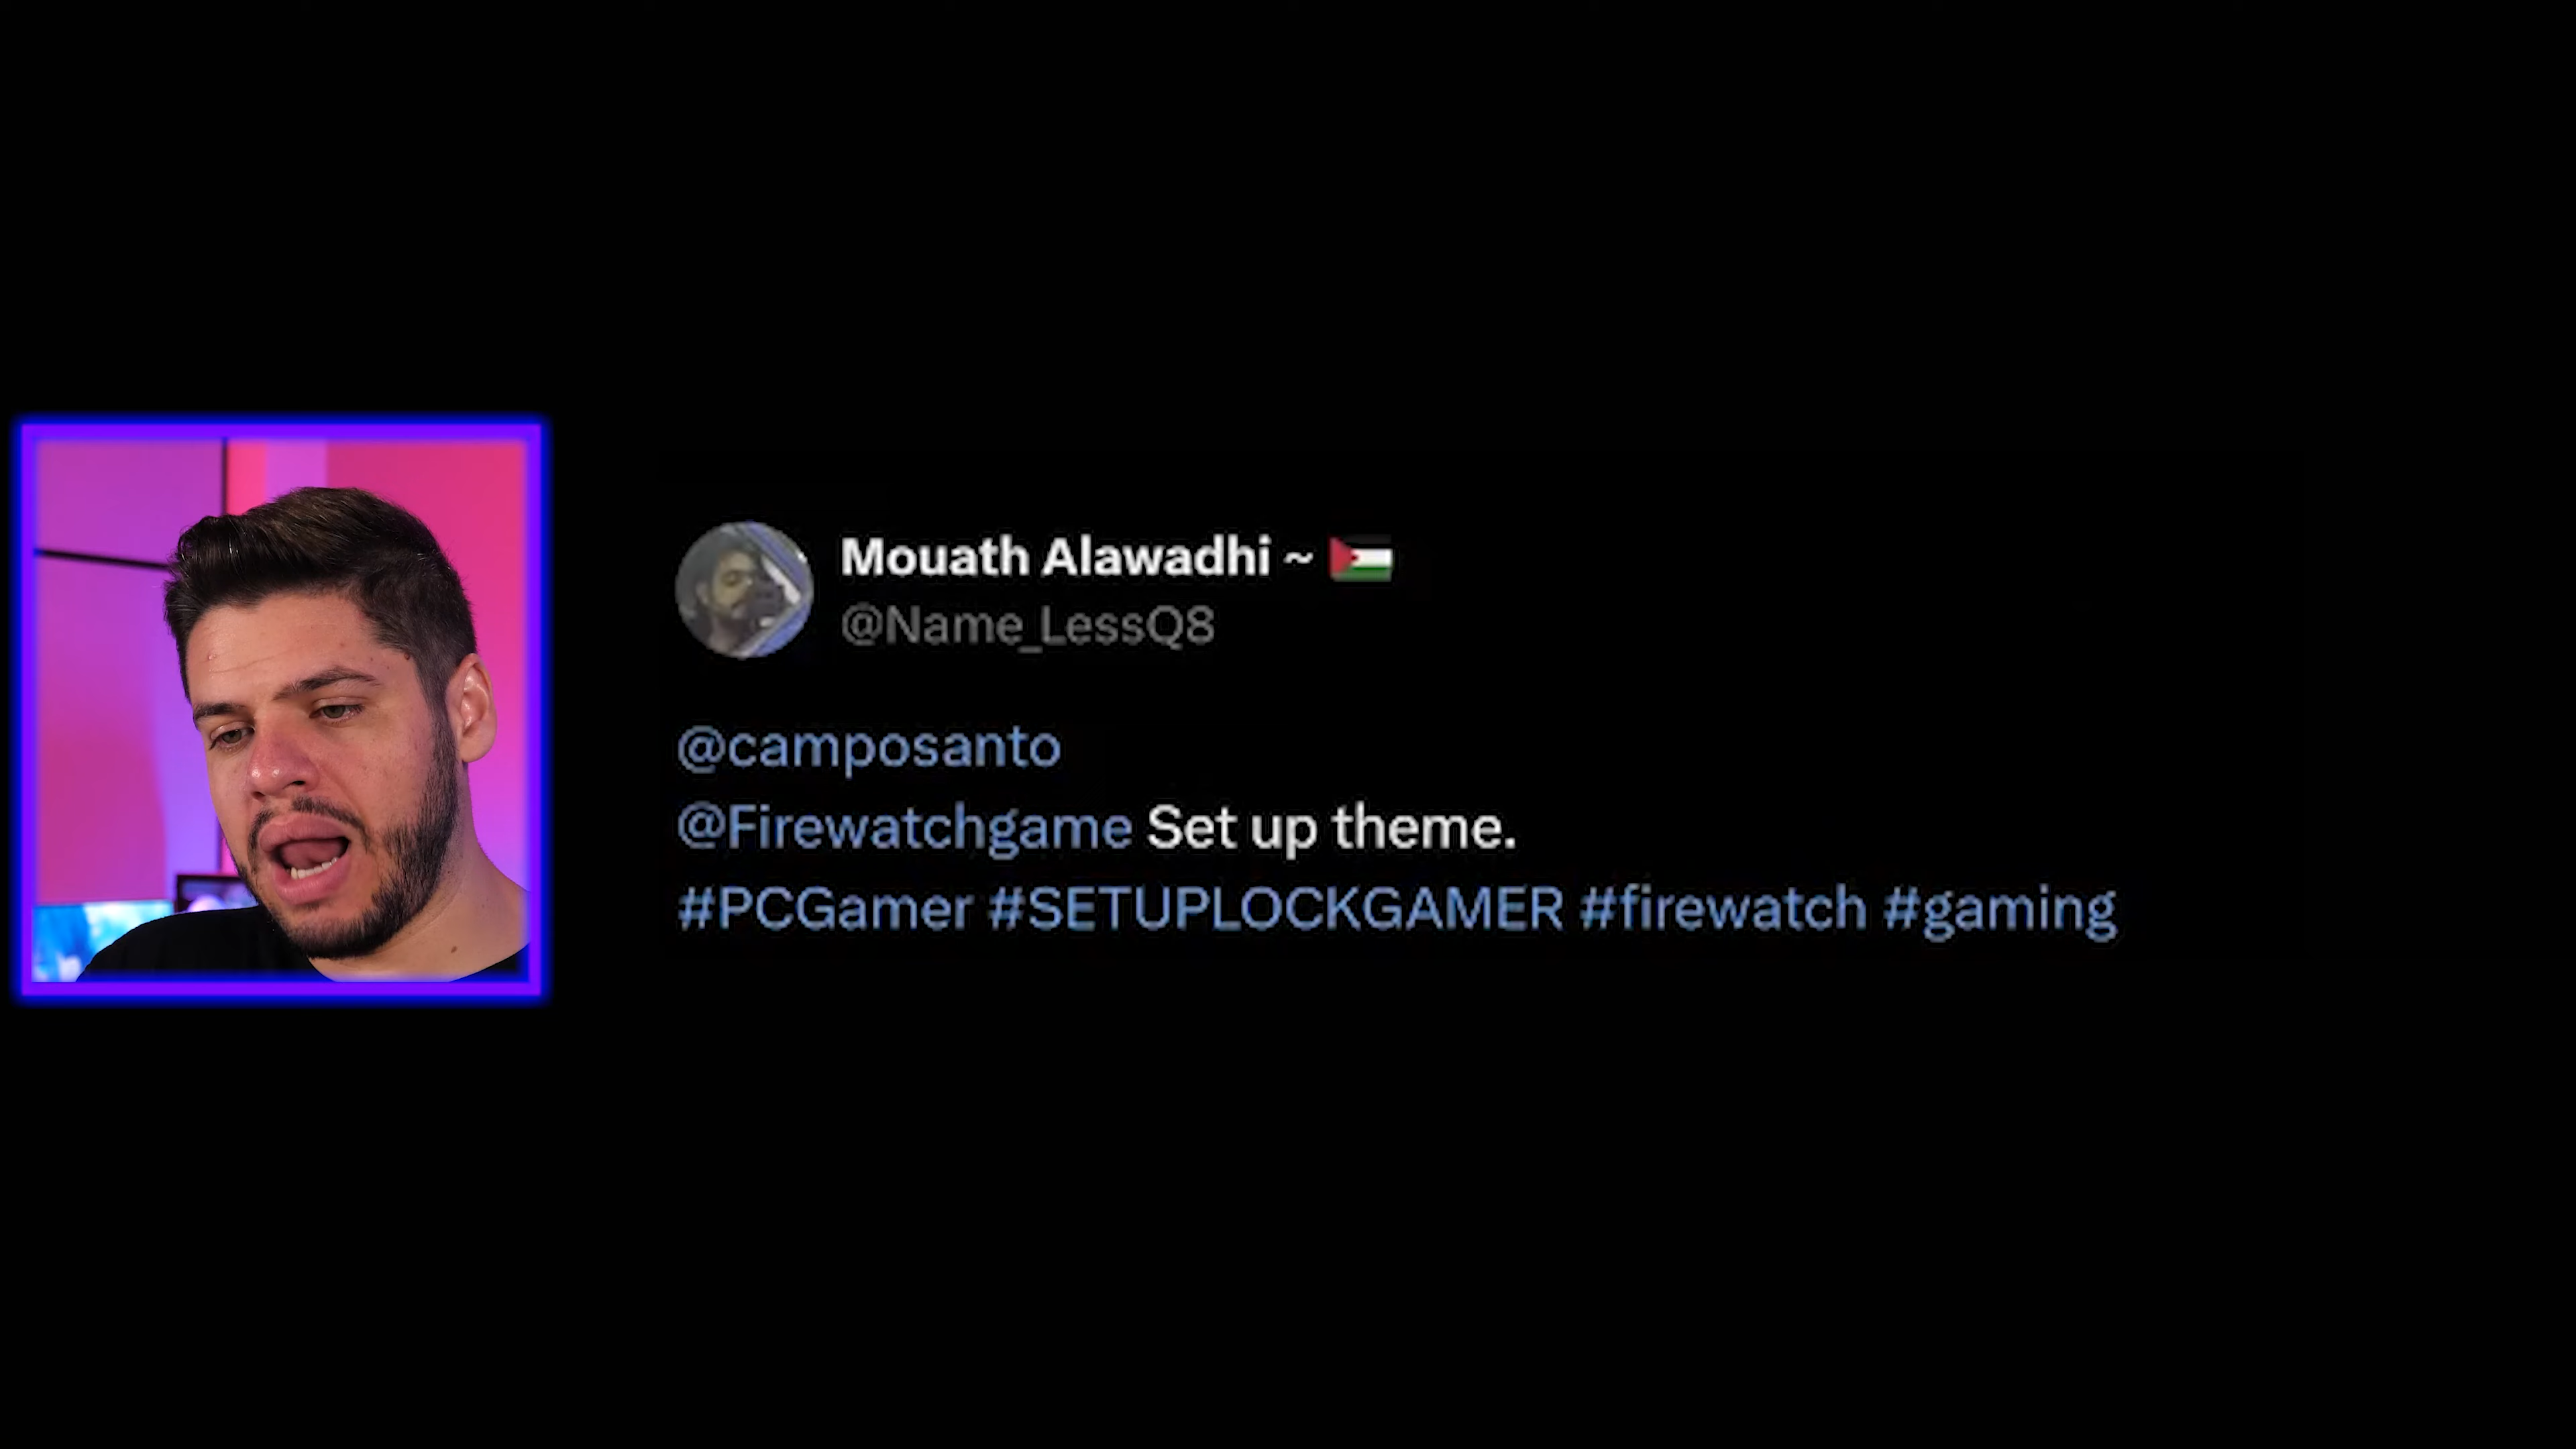 Mouath Alawadhi ~ 🇵🇸
@Name_LessQ8
@camposanto
@Firewatchgame Set up theme.
#PCGamer #SETUPLOCKGAMER #firewatch #gaming